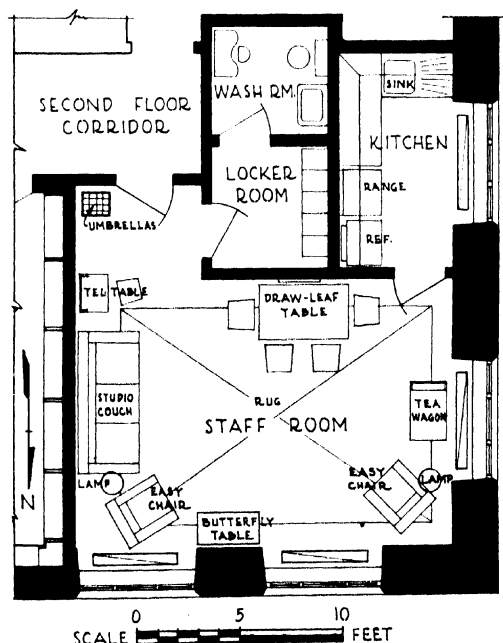 SECOND FLOOR
CORRIDOR
WASH RM.
SINK
KITCHEN
LOCKER
ROOM
RANGE
UMBRELLAS
REF.
TEL TABLE
DRAW-LEAF
TABLE
STUDIO
COUCH
RUG
STAFF ROOM
TEA
WAGON
LAMP
EASY
CHAIR
EASY
CHAIR
LAMP
BUTTERFLY
TABLE
N
0 5 10
SCALE FEET